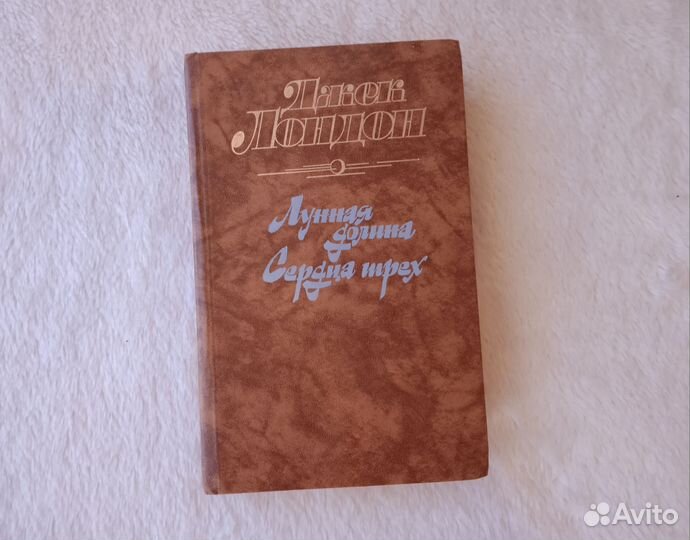 Джек
Лондон
Лунная
долина
Сердца трех
Avito